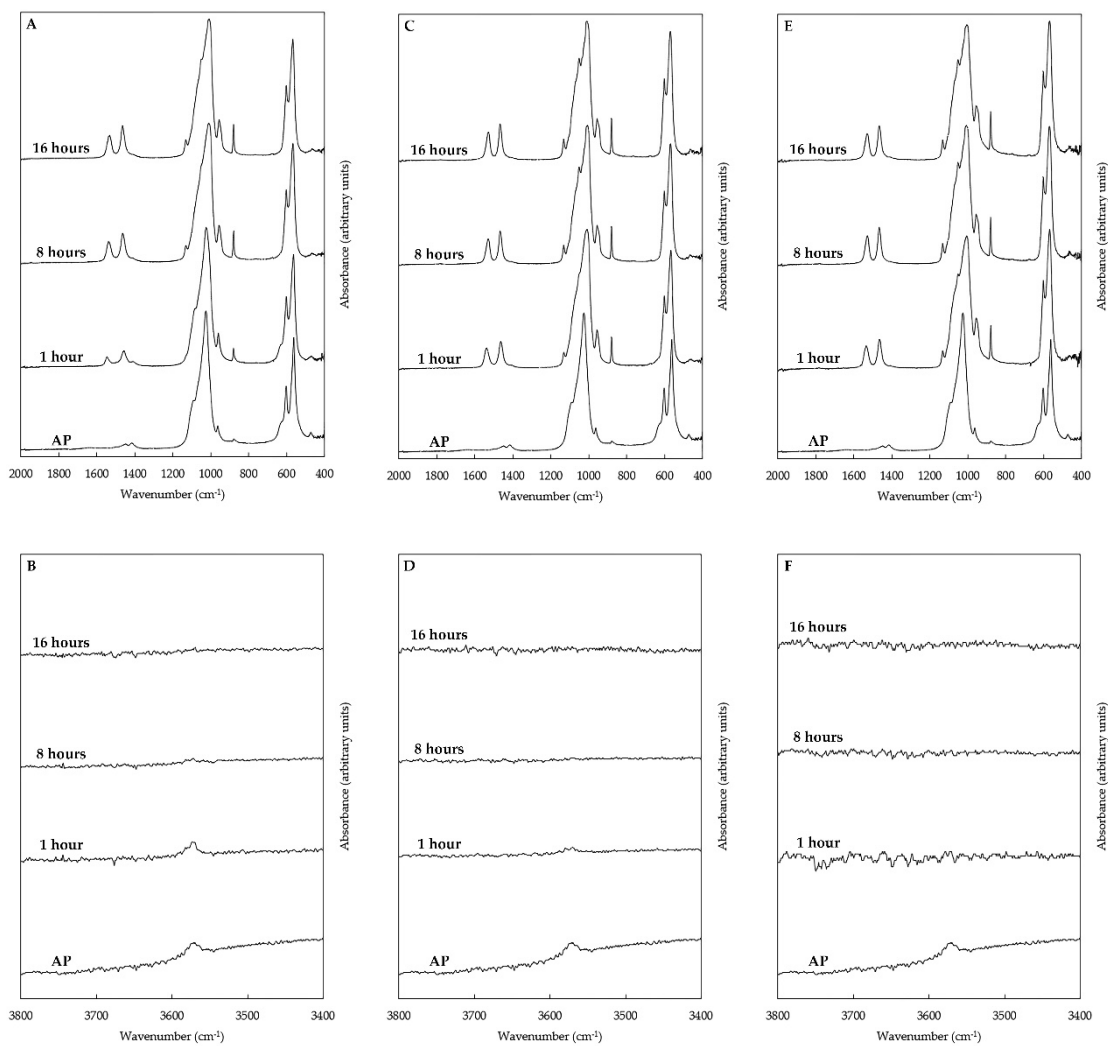 A
16 hours
8 hours
1 hour
AP
2000 1800 1600 1400 1200 1000 800 600 400
Wavenumber (cm-1)
Absorbance (arbitrary units)
C
16 hours
8 hours
1 hour
AP
2000 1800 1600 1400 1200 1000 800 600 400
Wavenumber (cm-1)
Absorbance (arbitrary units)
E
16 hours
8 hours
1 hour
AP
2000 1800 1600 1400 1200 1000 800 600 400
Wavenumber (cm-1)
Absorbance (arbitrary units)
B
16 hours
8 hours
1 hour
AP
3800 3700 3600 3500 3400
Wavenumber (cm-1)
Absorbance (arbitrary units)
D
16 hours
8 hours
1 hour
AP
3800 3700 3600 3500 3400
Wavenumber (cm-1)
Absorbance (arbitrary units)
F
16 hours
8 hours
1 hour
AP
3800 3700 3600 3500 3400
Wavenumber (cm-1)
Absorbance (arbitrary units)